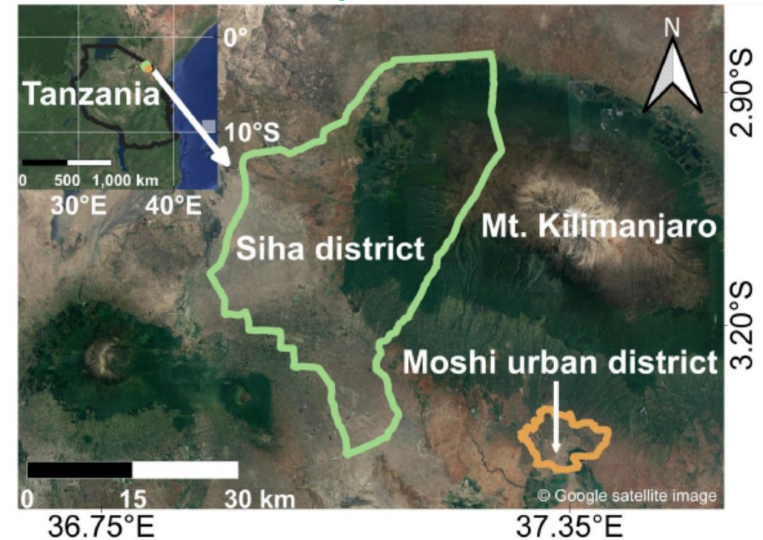 0°
Tanzania
10°S
0 500 1,000 km
30°E 40°E
N
2.90°S
Mt. Kilimanjaro
Siha district
3.20°S
Moshi urban district
0 15 30 km
© Google satellite image
36.75°E 37.35°E